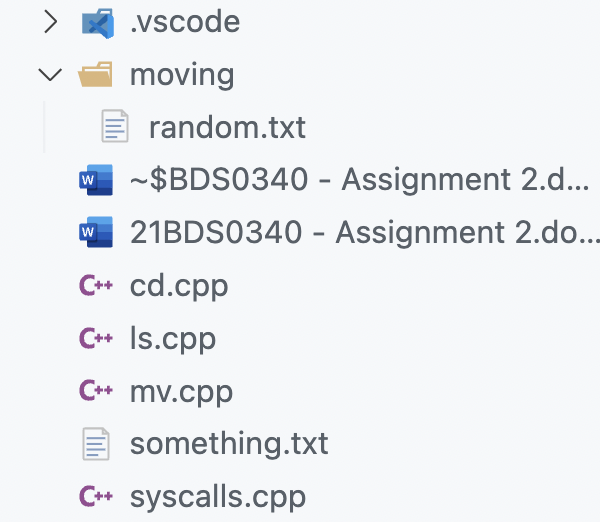 .vscode
moving
random.txt
~$BDS0340 - Assignment 2.d...
21BDS0340 - Assignment 2.do...
cd.cpp
ls.cpp
mv.cpp
something.txt
syscalls.cpp